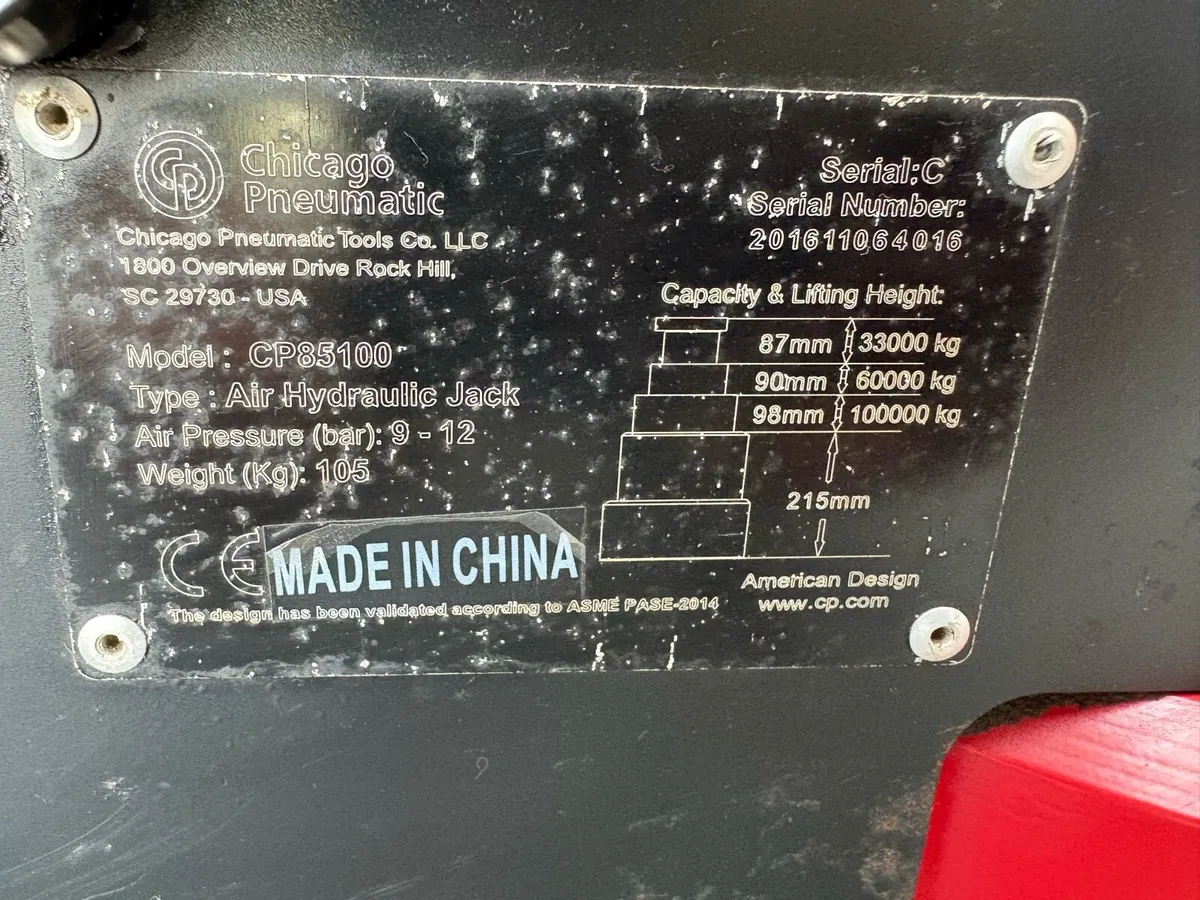 CP Chicago
Pneumatic
Chicago Pneumatic Tools Co. LLC
1800 Overview Drive Rock Hill,
SC 29730 - USA
Model : CP85100
Type : Air Hydraulic Jack
Air Pressure (bar): 9 - 12
Weight (Kg): 105
CE
MADE IN CHINA
The design has been validated according to ASME PASE-2014
Serial:C
Serial Number:
201611064016
Capacity & Lifting Height:
87mm 33000 kg
90mm 60000 kg
98mm 100000 kg
215mm
American Design
www.cp.com